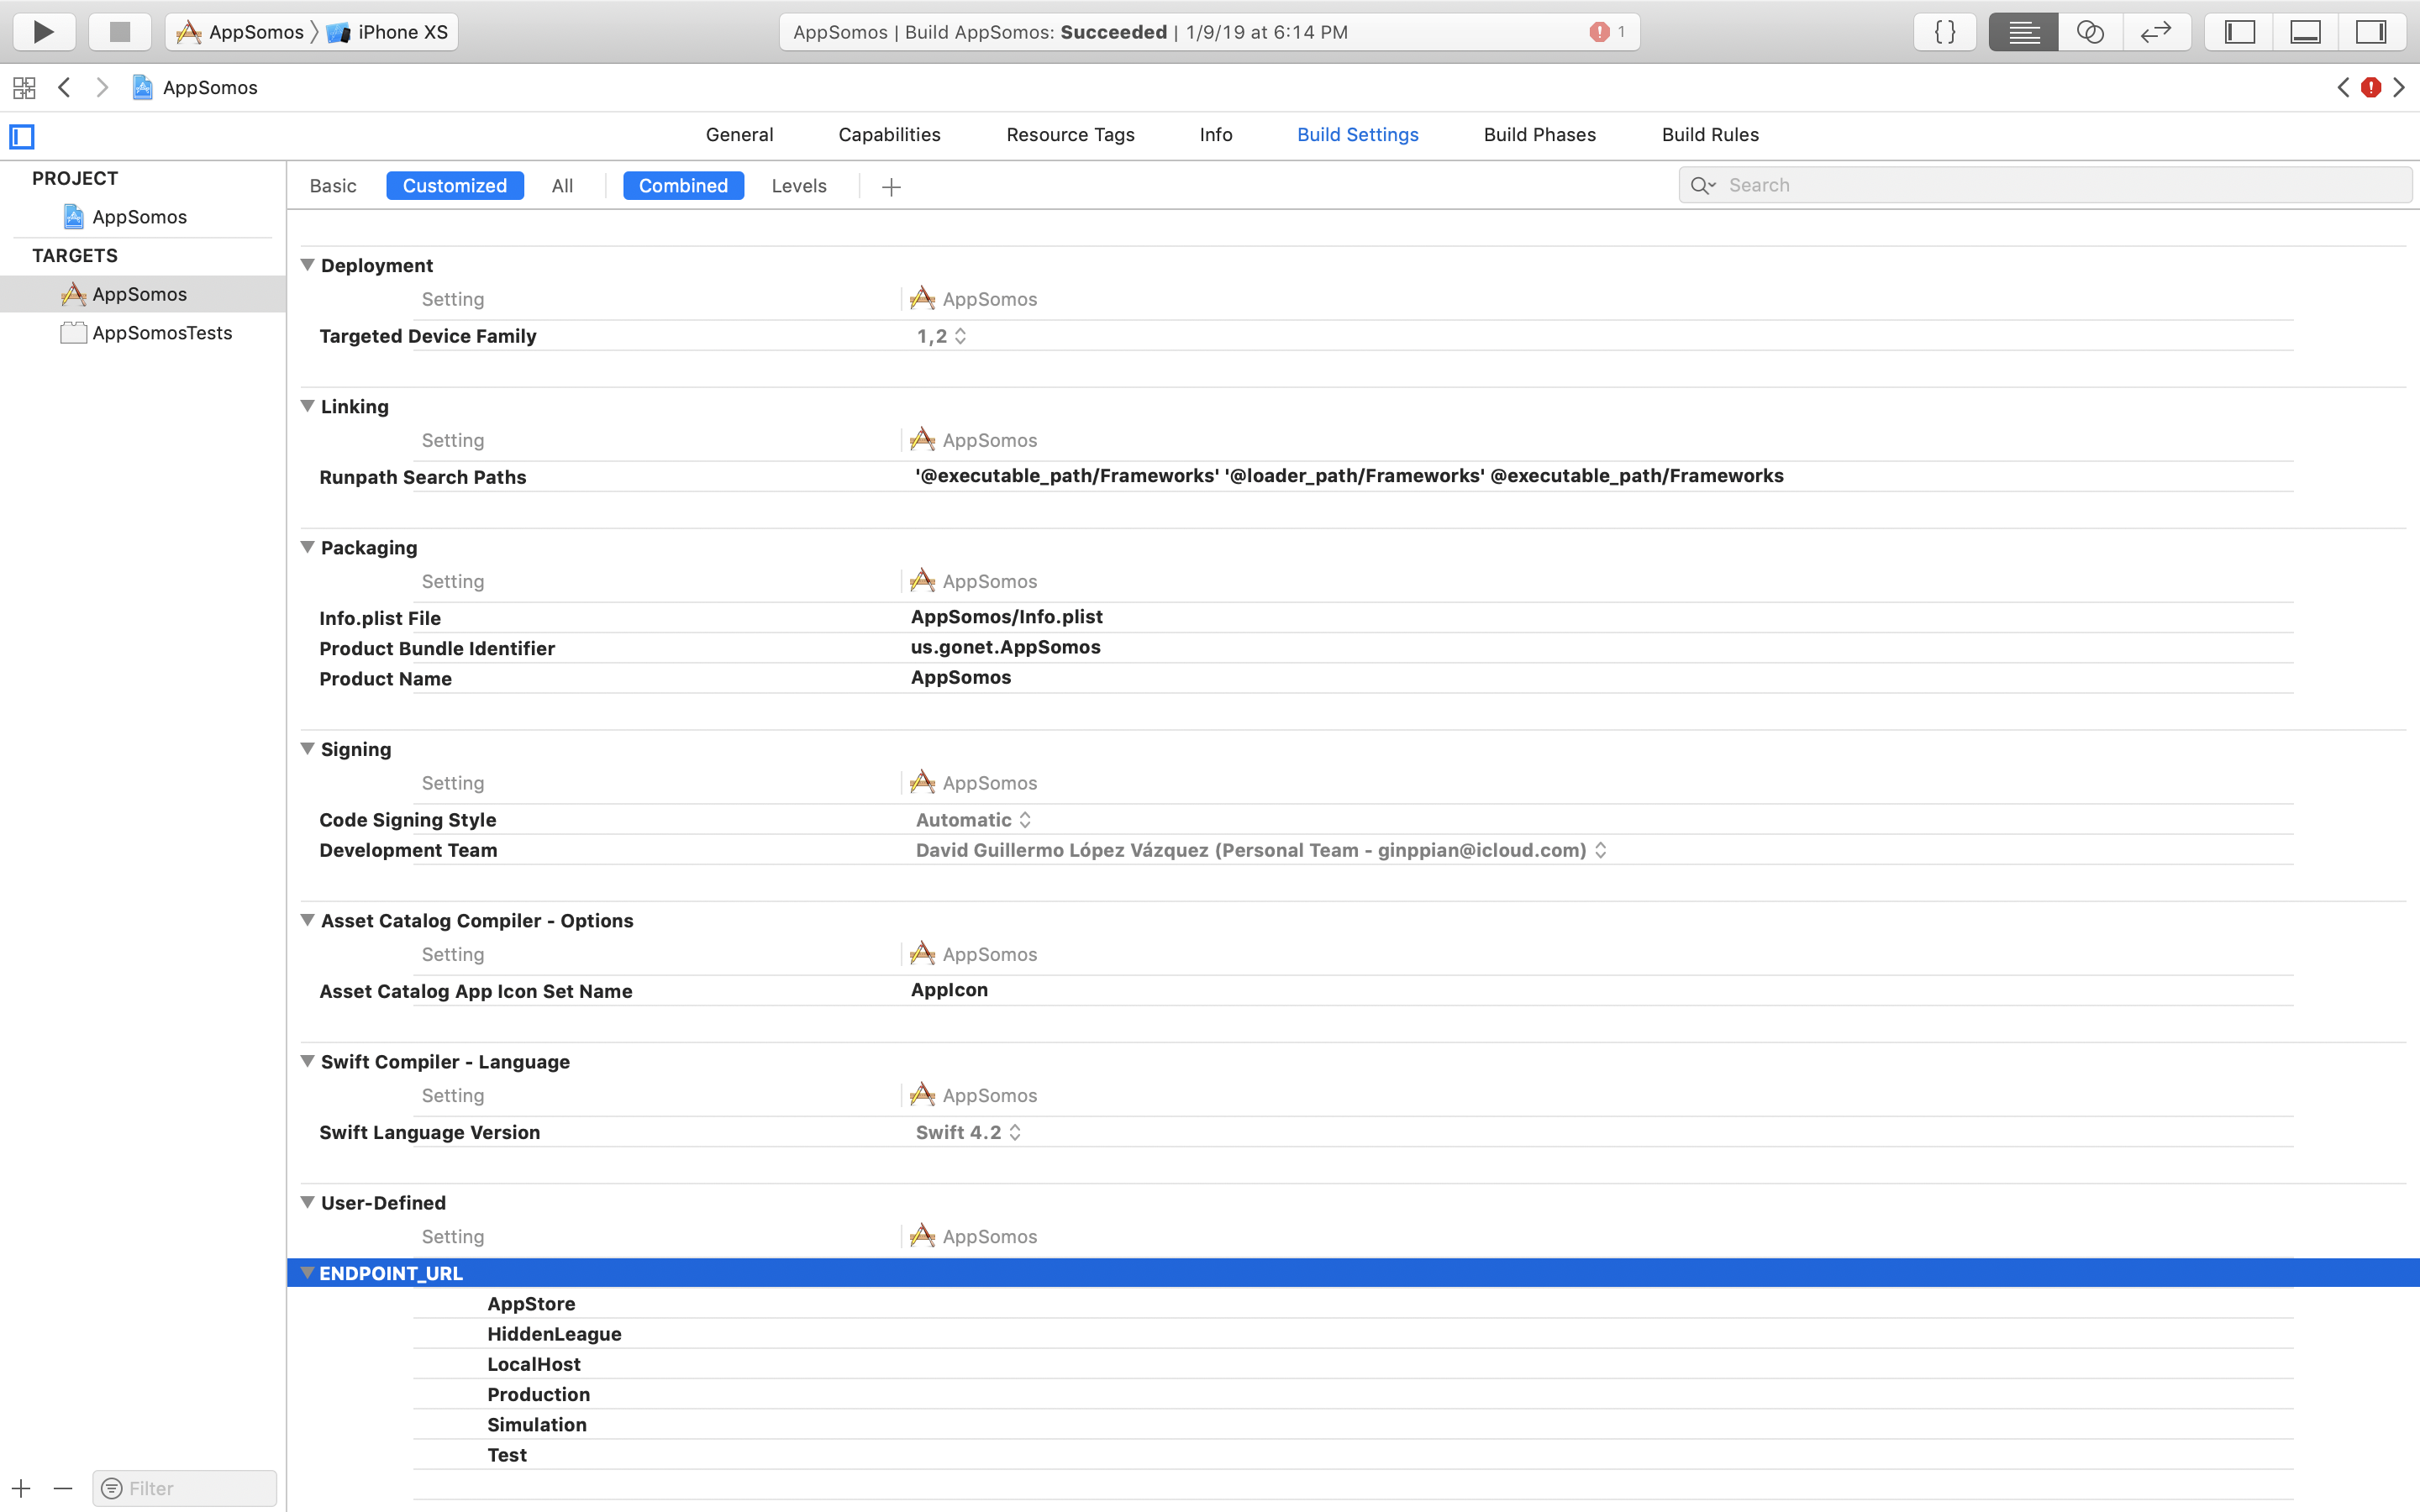 AppSomos iPhone XS
AppSomos | Build AppSomos: Succeeded | 1/9/19 at 6:14 PM 1
AppSomos
General Capabilities Resource Tags Info Build Settings Build Phases Build Rules
PROJECT
AppSomos
TARGETS
AppSomos
AppSomosTests
Basic Customized All Combined Levels Search
Deployment
Setting AppSomos
Targeted Device Family 1,2
Linking
Setting AppSomos
Runpath Search Paths '@executable_path/Frameworks' '@loader_path/Frameworks' @executable_path/Frameworks
Packaging
Setting AppSomos
Info.plist File AppSomos/Info.plist
Product Bundle Identifier us.gonet.AppSomos
Product Name AppSomos
Signing
Setting AppSomos
Code Signing Style Automatic
Development Team David Guillermo López Vázquez (Personal Team - ginppian@icloud.com)
Asset Catalog Compiler - Options
Setting AppSomos
Asset Catalog App Icon Set Name AppIcon
Swift Compiler - Language
Setting AppSomos
Swift Language Version Swift 4.2
User-Defined
Setting AppSomos
ENDPOINT_URL
AppStore
HiddenLeague
LocalHost
Production
Simulation
Test
Filter